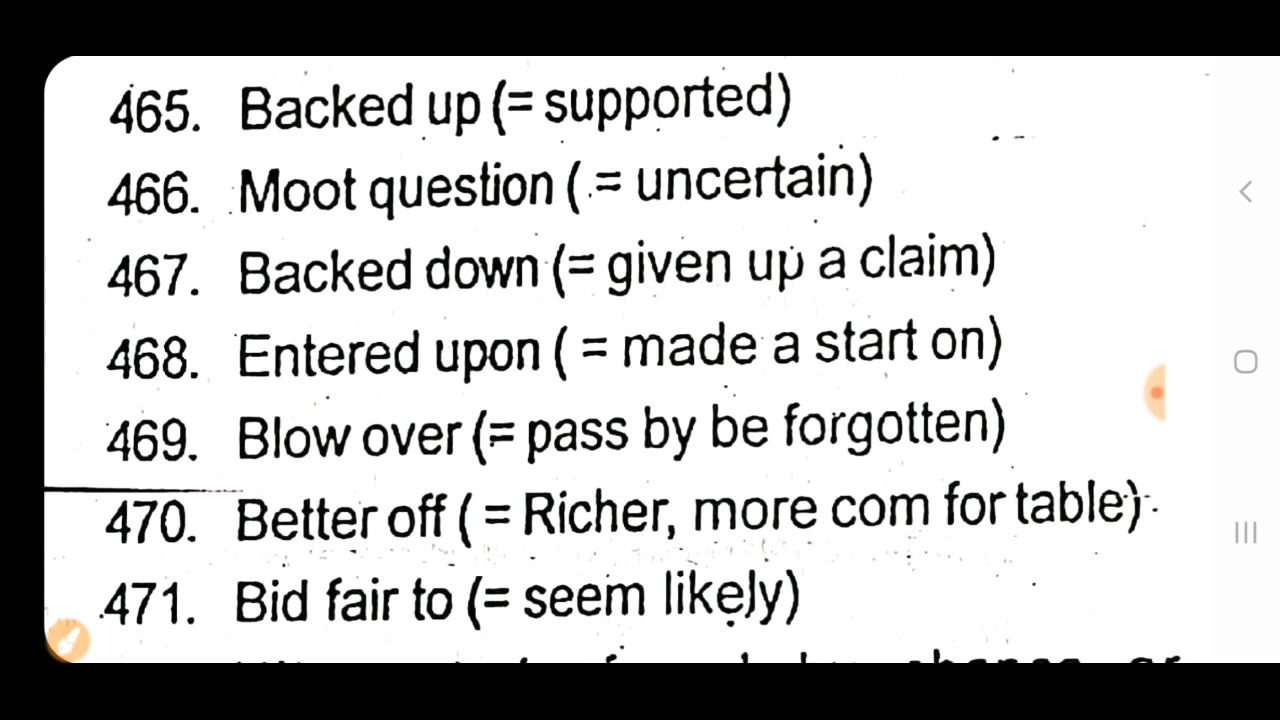 465. Backed up (= supported)
466. Moot question ( = uncertain)
467. Backed down (= given up a claim)
468. Entered upon ( = made a start on)
469. Blow over (= pass by be forgotten)
470. Better off ( = Richer, more com for table)
471. Bid fair to (= seem likely)